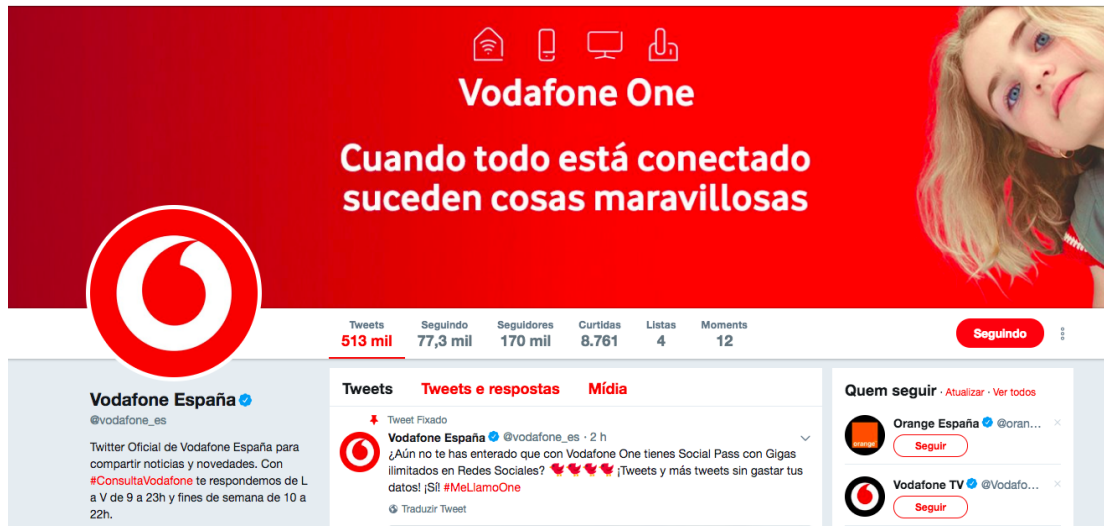 Vodafone One
Cuando todo está conectado
suceden cosas maravillosas
Tweets
513 mil
Seguindo
77,3 mil
Seguidores
170 mil
Curtidas
8.761
Listas
4
Moments
12
Seguindo
Vodafone España
@vodafone_es
Twitter Oficial de Vodafone España para
compartir noticias y novedades. Con
#ConsultaVodafone te respondemos de L
a V de 9 a 23h y fines de semana de 10 a
22h.
Tweets Tweets e respostas Mídia
Tweet Fixado
Vodafone España @vodafone_es · 2 h
¿Aún no te has enterado que con Vodafone One tienes Social Pass con Gigas
ilimitados en Redes Sociales? 🐦🐦🐦🐦 ¡Tweets y más tweets sin gastar tus
datos! ¡Sí! #MeLlamoOne
Traduzir Tweet
Quem seguir · Atualizar · Ver todos
orange
Orange España @oran...
Seguir
Vodafone TV @Vodafo...
Seguir